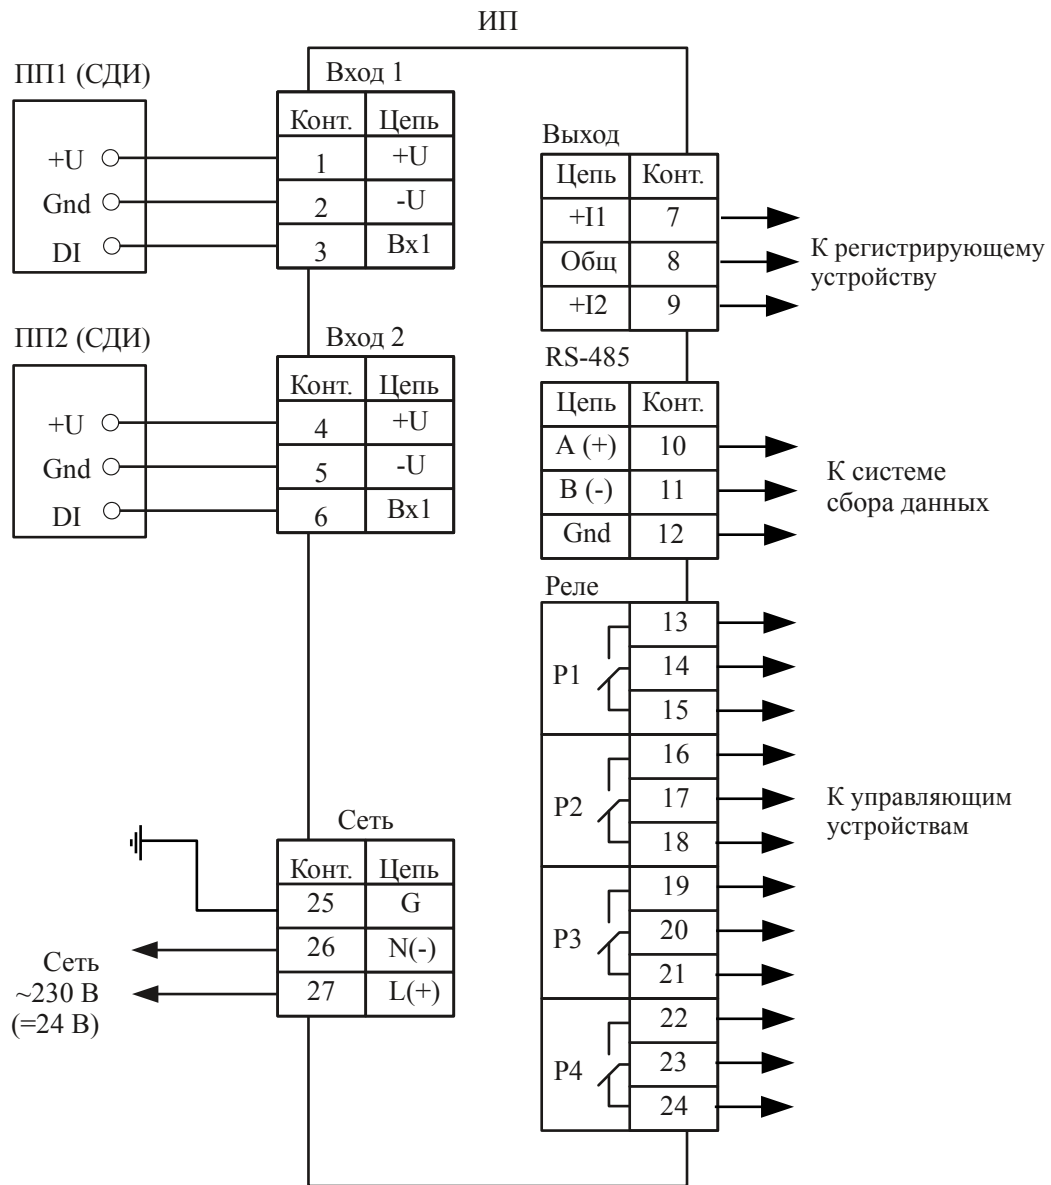 ИП
ПП1 (СДИ)
+U
Gnd
DI
Вход 1
Конт. Цепь
1 +U
2 -U
3 Вх1
ПП2 (СДИ)
+U
Gnd
DI
Вход 2
Конт. Цепь
4 +U
5 -U
6 Вх1
Сеть
Конт. Цепь
25 G
26 N(-)
27 L(+)
Сеть
~230 В
(=24 В)
Выход
Цепь Конт.
+I1 7
Общ 8
+I2 9
К регистрирующему
устройству
RS-485
Цепь Конт.
A (+) 10
B (-) 11
Gnd 12
К системе
сбора данных
Реле
P1
13
14
15
P2
16
17
18
P3
19
20
21
P4
22
23
24
К управляющим
устройствам